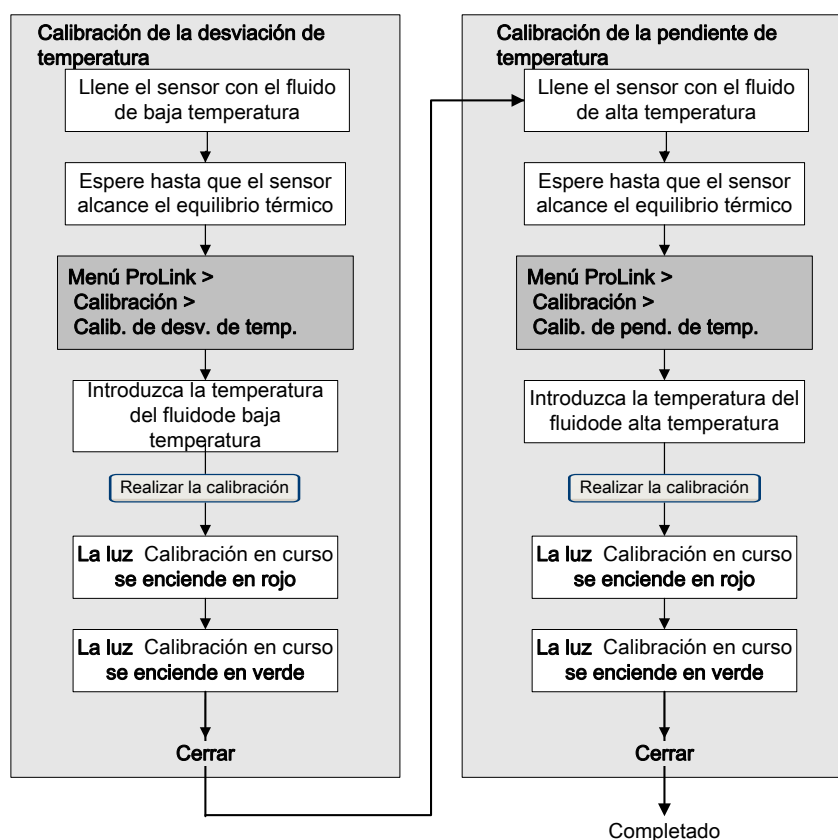 Calibración de la desviación de
temperatura
Llene el sensor con el fluido
de baja temperatura
Espere hasta que el sensor
alcance el equilibrio térmico
Menú ProLink >
Calibración >
Calib. de desv. de temp.
Introduzca la temperatura
del fluidode baja
temperatura
Realizar la calibración
La luz Calibración en curso
se enciende en rojo
La luz Calibración en curso
se enciende en verde
Cerrar
Calibración de la pendiente de
temperatura
Llene el sensor con el fluido
de alta temperatura
Espere hasta que el sensor
alcance el equilibrio térmico
Menú ProLink >
Calibración >
Calib. de pend. de temp.
Introduzca la temperatura del
fluidode alta temperatura
Realizar la calibración
La luz Calibración en curso
se enciende en rojo
La luz Calibración en curso
se enciende en verde
Cerrar
Completado